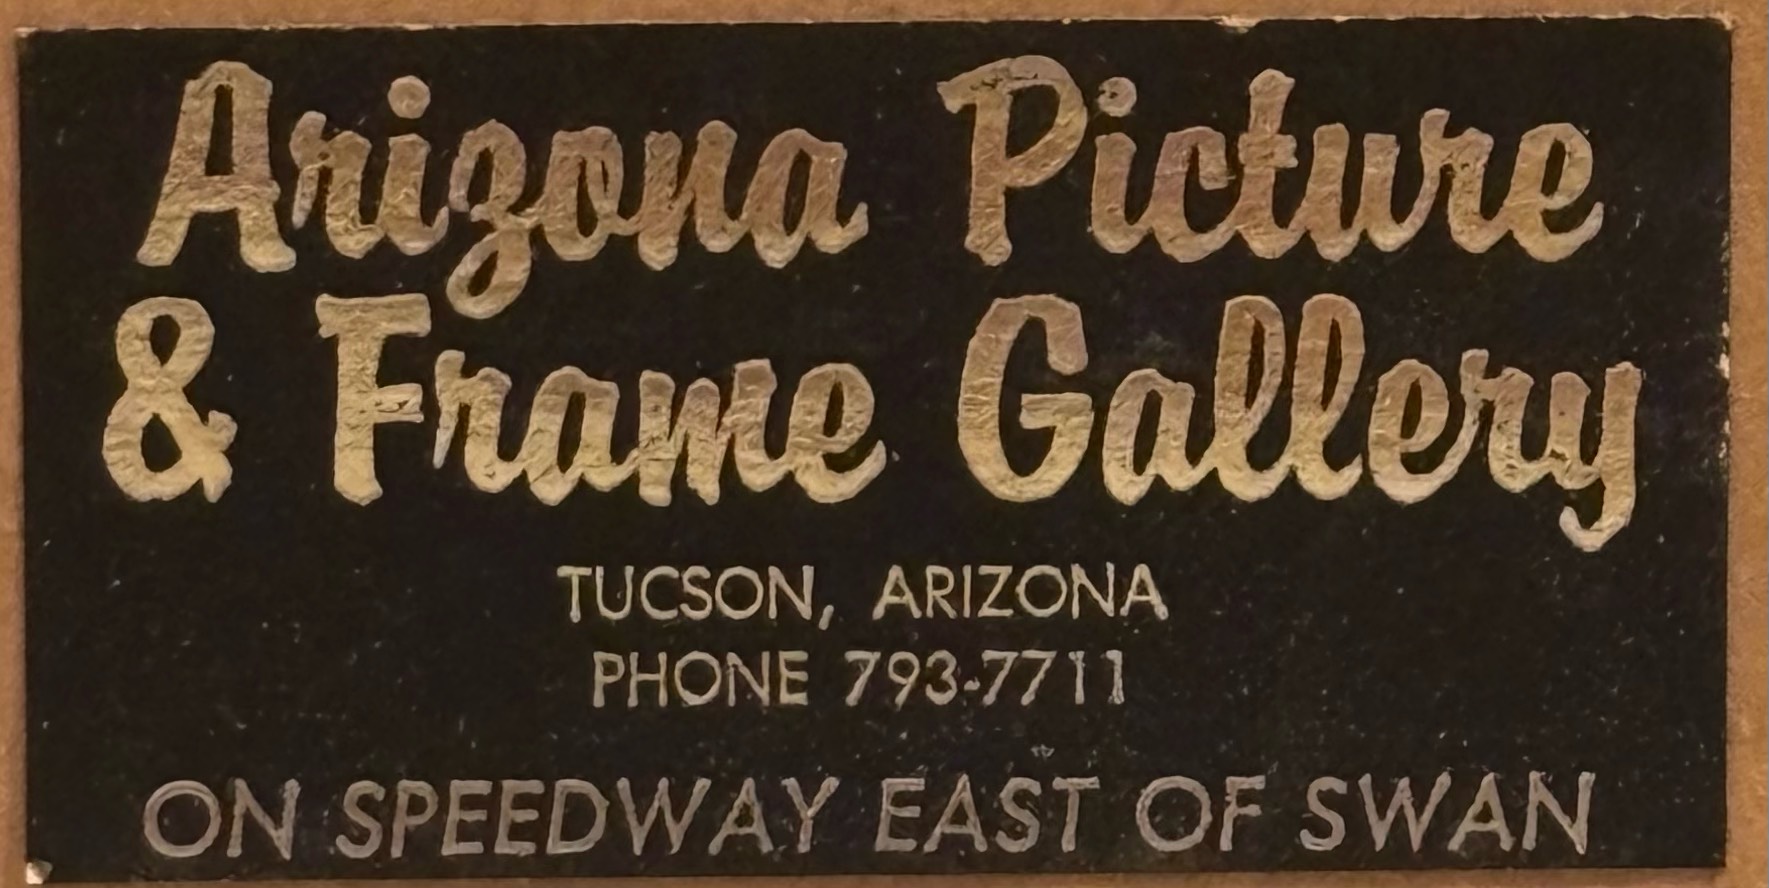 Arizona Picture
& Frame Gallery
TUCSON, ARIZONA
PHONE 793-7711
ON SPEEDWAY EAST OF SWAN